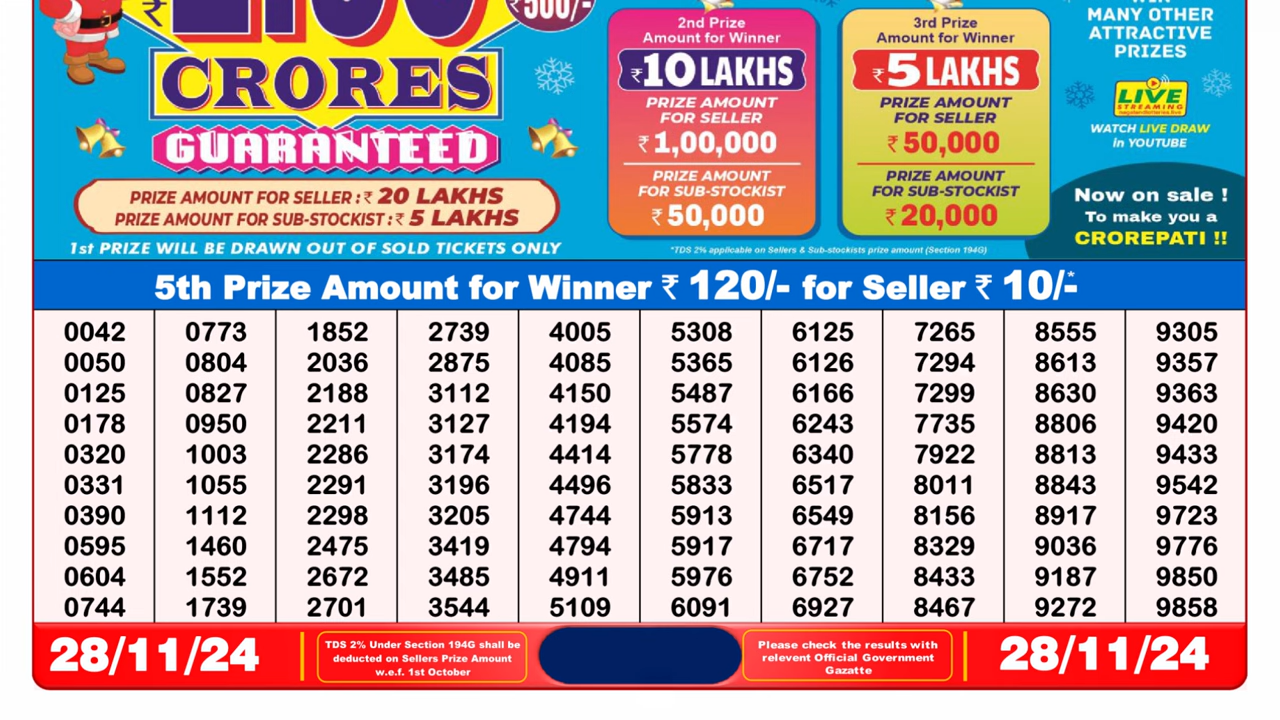 ₹500/-
CRORES
GUARANTEED
PRIZE AMOUNT FOR SELLER :₹ 20 LAKHS
PRIZE AMOUNT FOR SUB-STOCKIST :₹ 5 LAKHS
1st PRIZE WILL BE DRAWN OUT OF SOLD TICKETS ONLY
2nd Prize
Amount for Winner
₹10 LAKHS
PRIZE AMOUNT
FOR SELLER
₹ 1,00,000
PRIZE AMOUNT
FOR SUB-STOCKIST
₹ 50,000
3rd Prize
Amount for Winner
₹5 LAKHS
PRIZE AMOUNT
FOR SELLER
₹ 50,000
PRIZE AMOUNT
FOR SUB-STOCKIST
₹ 20,000
*TDS 2% applicable on Sellers & Sub-stockists prize amount (Section 194G)
MANY OTHER
ATTRACTIVE
PRIZES
LIVE
STREAMING
WATCH LIVE DRAW
in YOUTUBE
Now on sale !
To make you a
CROREPATI !!
5th Prize Amount for Winner ₹ 120/- for Seller ₹ 10/-*
0042 0773 1852 2739 4005 5308 6125 7265 8555 9305
0050 0804 2036 2875 4085 5365 6126 7294 8613 9357
0125 0827 2188 3112 4150 5487 6166 7299 8630 9363
0178 0950 2211 3127 4194 5574 6243 7735 8806 9420
0320 1003 2286 3174 4414 5778 6340 7922 8813 9433
0331 1055 2291 3196 4496 5833 6517 8011 8843 9542
0390 1112 2298 3205 4744 5913 6549 8156 8917 9723
0595 1460 2475 3419 4794 5917 6717 8329 9036 9776
0604 1552 2672 3485 4911 5976 6752 8433 9187 9850
0744 1739 2701 3544 5109 6091 6927 8467 9272 9858
28/11/24
TDS 2% Under Section 194G shall be
deducted on Sellers Prize Amount
w.e.f. 1st October
Please check the results with
relevent Official Government
Gazatte
28/11/24